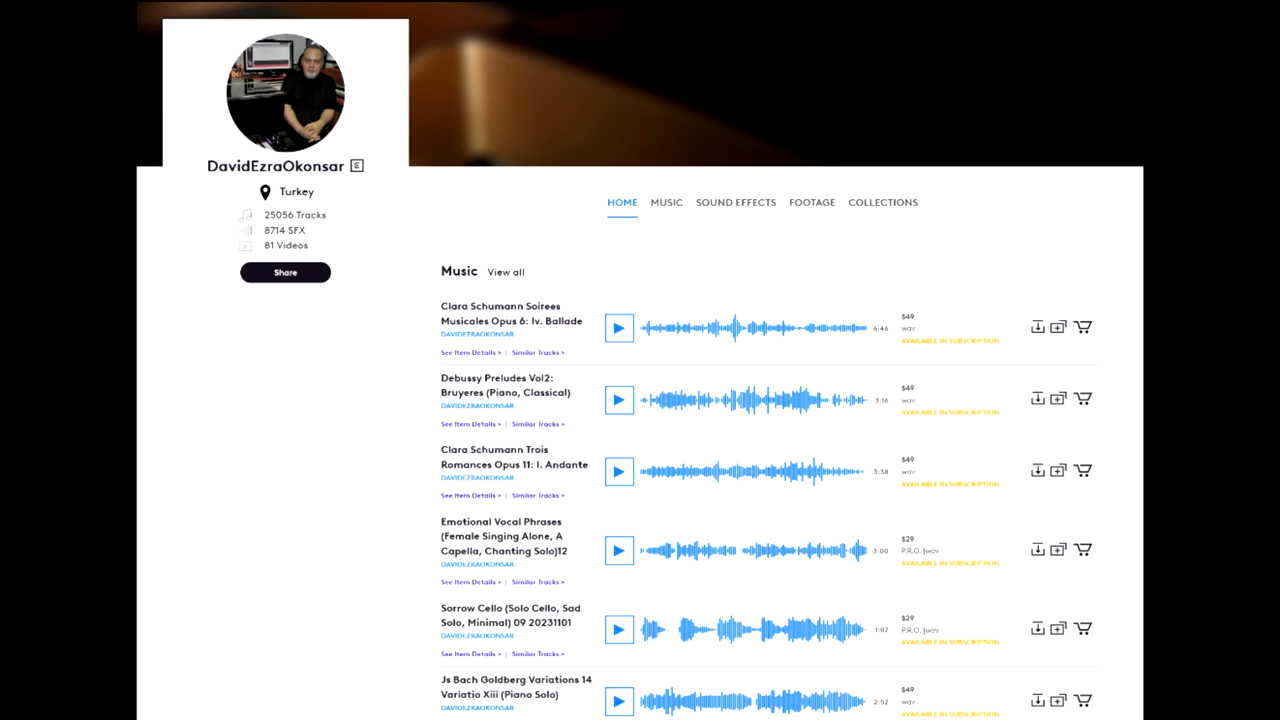 DavidEzraOkonsar E
Turkey
25056 Tracks
8714 SFX
81 Videos
Share
HOME MUSIC SOUND EFFECTS FOOTAGE COLLECTIONS
Music View all
Clara Schumann Soirees
Musicales Opus 6: Iv. Ballade
DAVIDEZRAOKONSAR
See Item Details > | Similar Tracks >
6:46
$49
wav
AVAILABLE IN SUBSCRIPTION
Debussy Preludes Vol2:
Bruyeres (Piano, Classical)
DAVIDEZRAOKONSAR
See Item Details > | Similar Tracks >
3:16
$49
wav
AVAILABLE IN SUBSCRIPTION
Clara Schumann Trois
Romances Opus 11: I. Andante
DAVIDEZRAOKONSAR
See Item Details > | Similar Tracks >
3:38
$49
wav
AVAILABLE IN SUBSCRIPTION
Emotional Vocal Phrases
(Female Singing Alone, A
Capella, Chanting Solo)12
DAVIDEZRAOKONSAR
See Item Details > | Similar Tracks >
3:00
$29
P.R.O. |wav
AVAILABLE IN SUBSCRIPTION
Sorrow Cello (Solo Cello, Sad
Solo, Minimal) 09 20231101
DAVIDEZRAOKONSAR
See Item Details > | Similar Tracks >
1:07
$29
P.R.O. |wav
AVAILABLE IN SUBSCRIPTION
Js Bach Goldberg Variations 14
Variatio Xiii (Piano Solo)
DAVIDEZRAOKONSAR
2:52
$49
wav
AVAILABLE IN SUBSCRIPTION